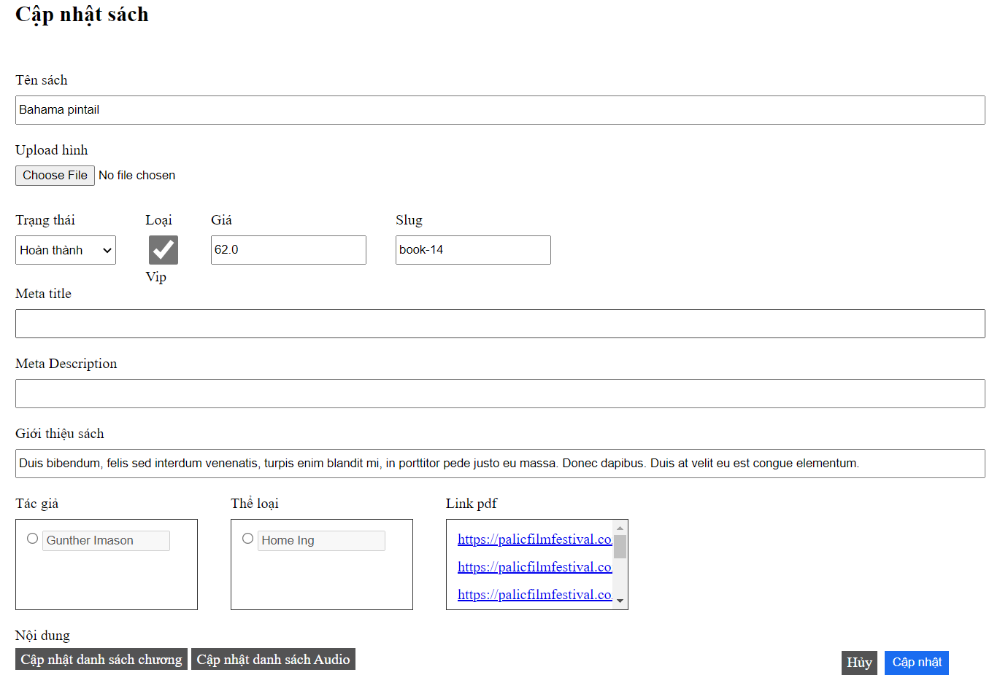 Cập nhật sách
Tên sách
Bahama pintail
Upload hình
Choose File No file chosen
Trạng thái Loại Giá Slug
Hoàn thành 62.0 book-14
Vip
Meta title
Meta Description
Giới thiệu sách
Duis bibendum, felis sed interdum venenatis, turpis enim blandit mi, in porttitor pede justo eu massa. Donec dapibus. Duis at velit eu est congue elementum.
Tác giả Thể loại Link pdf
Gunther Imason Home Ing https://palicfilmfestival.co
https://palicfilmfestival.co
https://palicfilmfestival.co
Nội dung
Cập nhật danh sách chương Cập nhật danh sách Audio Hủy Cập nhật